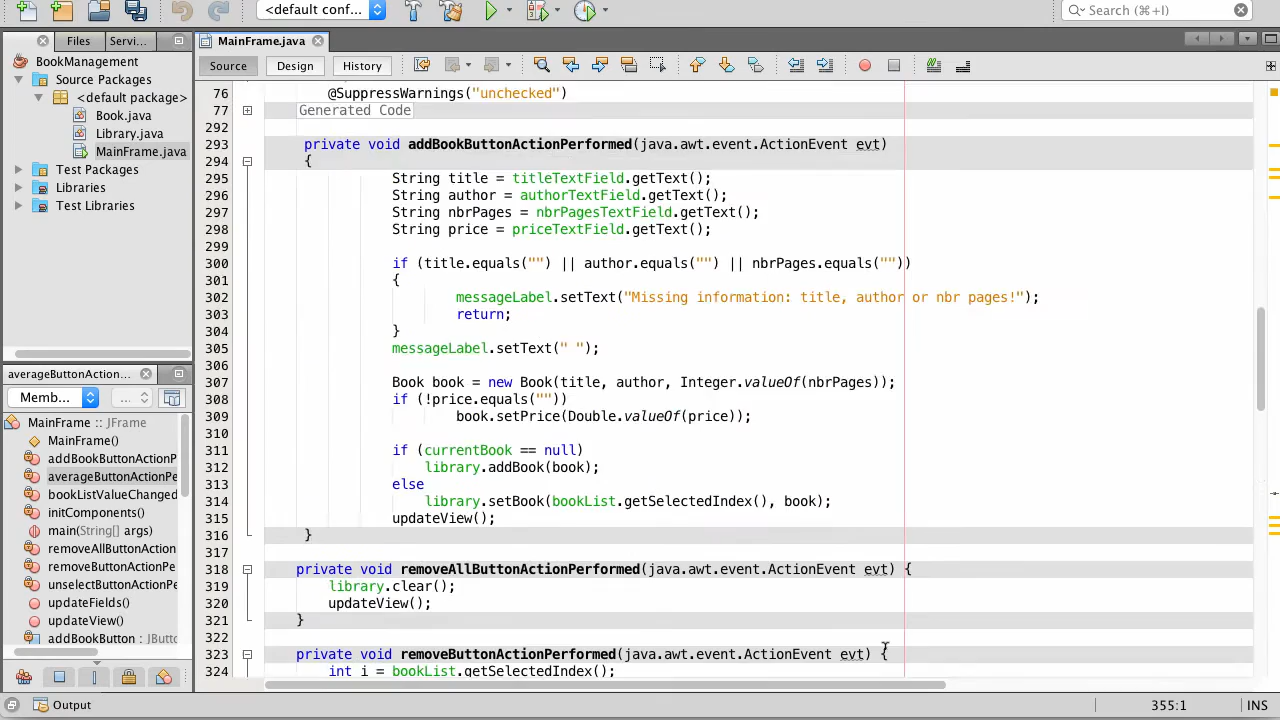 <default conf...
Search (⌘+I)
Files
Servi...
MainFrame.java
BookManagement
Source Packages
<default package>
Book.java
Library.java
MainFrame.java
Test Packages
Libraries
Test Libraries
Source
Design
History
76 @SuppressWarnings("unchecked")
77 Generated Code
292
293 private void addBookButtonActionPerformed(java.awt.event.ActionEvent evt)
294 {
295 String title = titleTextField.getText();
296 String author = authorTextField.getText();
297 String nbrPages = nbrPagesTextField.getText();
298 String price = priceTextField.getText();
299
300 if (title.equals("") || author.equals("") || nbrPages.equals(""))
301 {
302 messageLabel.setText("Missing information: title, author or nbr pages!");
303 return;
304 }
305 messageLabel.setText(" ");
306
307 Book book = new Book(title, author, Integer.valueOf(nbrPages));
308 if (!price.equals(""))
309 book.setPrice(Double.valueOf(price));
310
311 if (currentBook == null)
312 library.addBook(book);
313 else
314 library.setBook(bookList.getSelectedIndex(), book);
315 updateView();
316 }
317
318 private void removeAllButtonActionPerformed(java.awt.event.ActionEvent evt) {
319 library.clear();
320 updateView();
321 }
322
323 private void removeButtonActionPerformed(java.awt.event.ActionEvent evt) {
324 int i = bookList.getSelectedIndex();
averageButtonAction...
Memb...
...
MainFrame :: JFrame
MainFrame()
addBookButtonActionP
averageButtonActionPe
bookListValueChanged
initComponents()
main(String[] args)
removeAllButtonAction
removeButtonActionPe
unselectButtonActionPe
updateFields()
updateView()
addBookButton : JButto
Output
355:1
INS